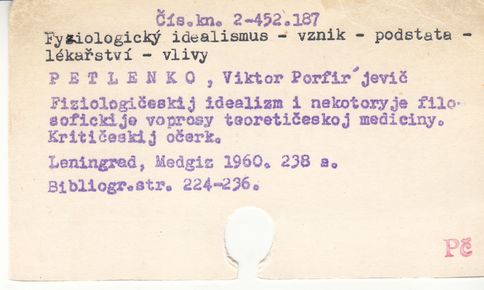 Čís.kn. 2-452.187
Fyziologický idealismus - vznik - podstata -
lékařství - vlivy
P E T L E N K O , Viktor Porfir´jevič
Fiziologičeskij idealizm i nekotoryje filo-
sofickije voprosy teoretičeskoj mediciny.
Kritičeskij očerk.
Leningrad, Medgiz 1960. 238 s.
Bibliogr.str. 224-236.
Pč